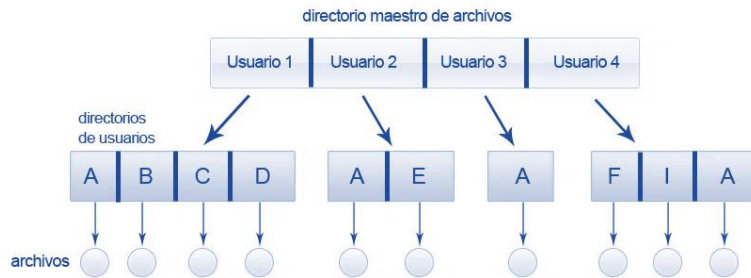 directorio maestro de archivos
Usuario 1 Usuario 2 Usuario 3 Usuario 4
directorios
de usuarios
A B C D A E A F I A
archivos